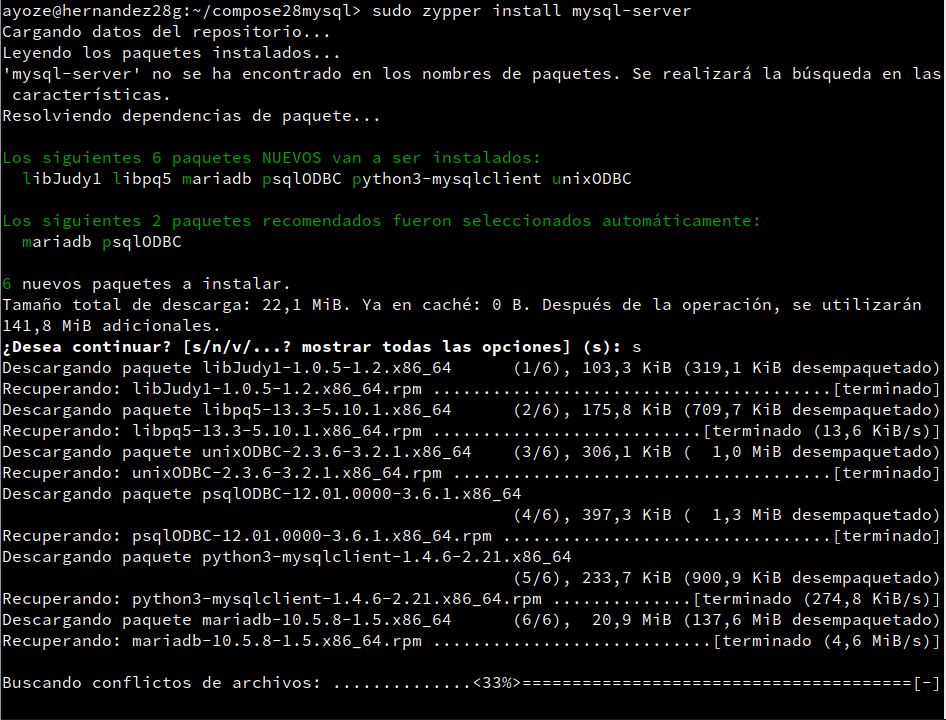 ayoze@hernandez28g:~/compose28mysql> sudo zypper install mysql-server
Cargando datos del repositorio...
Leyendo los paquetes instalados...
'mysql-server' no se ha encontrado en los nombres de paquetes. Se realizará la búsqueda en las
 características.
Resolviendo dependencias de paquete...

Los siguientes 6 paquetes NUEVOS van a ser instalados:
  libJudy1 libpq5 mariadb psqlODBC python3-mysqlclient unixODBC

Los siguientes 2 paquetes recomendados fueron seleccionados automáticamente:
  mariadb psqlODBC

6 nuevos paquetes a instalar.
Tamaño total de descarga: 22,1 MiB. Ya en caché: 0 B. Después de la operación, se utilizarán
141,8 MiB adicionales.
¿Desea continuar? [s/n/v/...? mostrar todas las opciones] (s): s
Descargando paquete libJudy1-1.0.5-1.2.x86_64      (1/6), 103,3 KiB (319,1 KiB desempaquetado)
Recuperando: libJudy1-1.0.5-1.2.x86_64.rpm ........................................[terminado]
Descargando paquete libpq5-13.3-5.10.1.x86_64      (2/6), 175,8 KiB (709,7 KiB desempaquetado)
Recuperando: libpq5-13.3-5.10.1.x86_64.rpm ...........................[terminado (13,6 KiB/s)]
Descargando paquete unixODBC-2.3.6-3.2.1.x86_64    (3/6), 306,1 KiB (  1,0 MiB desempaquetado)
Recuperando: unixODBC-2.3.6-3.2.1.x86_64.rpm ......................................[terminado]
Descargando paquete psqlODBC-12.01.0000-3.6.1.x86_64
                                                   (4/6), 397,3 KiB (  1,3 MiB desempaquetado)
Recuperando: psqlODBC-12.01.0000-3.6.1.x86_64.rpm .................................[terminado]
Descargando paquete python3-mysqlclient-1.4.6-2.21.x86_64
                                                   (5/6), 233,7 KiB (900,9 KiB desempaquetado)
Recuperando: python3-mysqlclient-1.4.6-2.21.x86_64.rpm ..............[terminado (274,8 KiB/s)]
Descargando paquete mariadb-10.5.8-1.5.x86_64      (6/6),  20,9 MiB (137,6 MiB desempaquetado)
Recuperando: mariadb-10.5.8-1.5.x86_64.rpm ............................[terminado (4,6 MiB/s)]

Buscando conflictos de archivos: ..............<33%>=======================================[-]